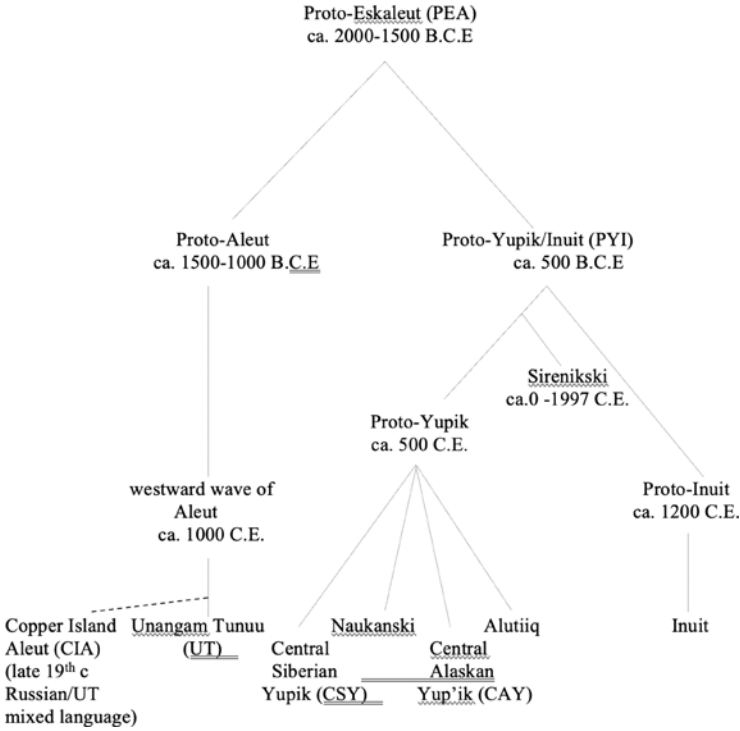 Proto-Eskaleut (PEA)
ca. 2000-1500 B.C.E
Proto-Aleut
ca. 1500-1000 B.C.E
Proto-Yupik/Inuit (PYI)
ca. 500 B.C.E
Sirenikski
ca.0 -1997 C.E.
Proto-Yupik
ca. 500 C.E.
westward wave of
Aleut
ca. 1000 C.E.
Proto-Inuit
ca. 1200 C.E.
Copper Island
Aleut (CIA)
(late 19th c
Russian/UT
mixed language)
Unangam Tunuu
(UT)
Central
Siberian
Yupik (CSY)
Naukanski
Central
Alaskan
Yup’ik (CAY)
Alutiiq
Inuit